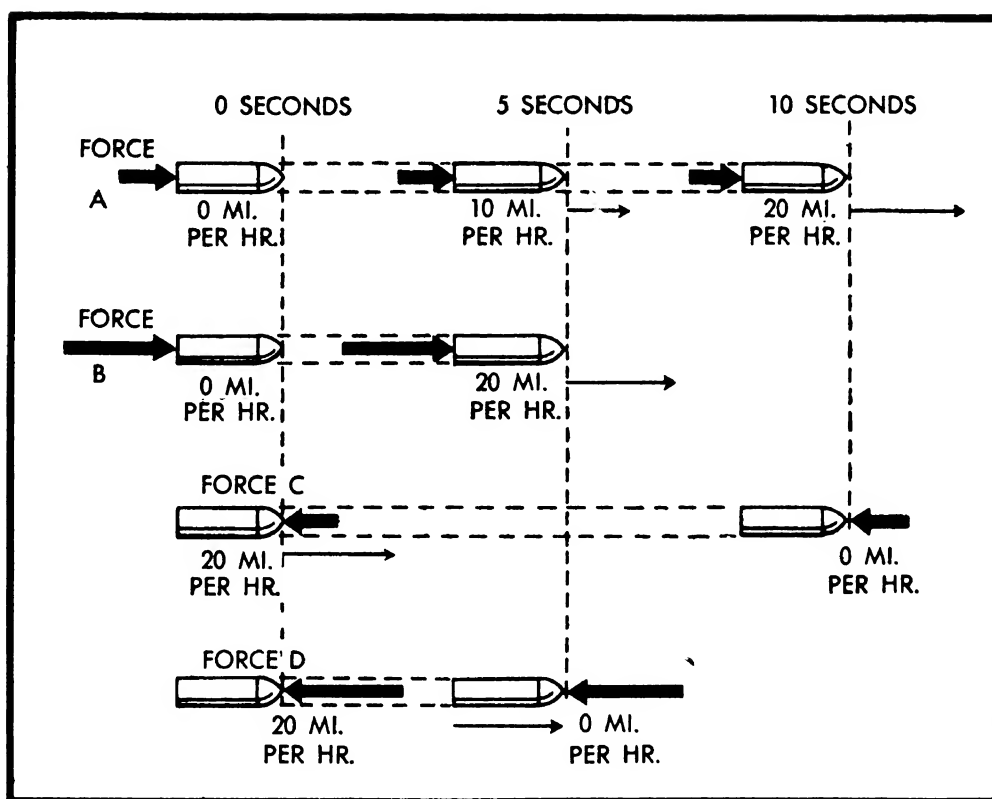 0 SECONDS 5 SECONDS 10 SECONDS
FORCE
A
0 MI. 10 MI. 20 MI.
PER HR. PER HR. PER HR.
FORCE
B
0 MI. 20 MI.
PER HR. PER HR.
FORCE C
20 MI. 0 MI.
PER HR. PER HR.
FORCE D
20 MI. 0 MI.
PER HR. PER HR.